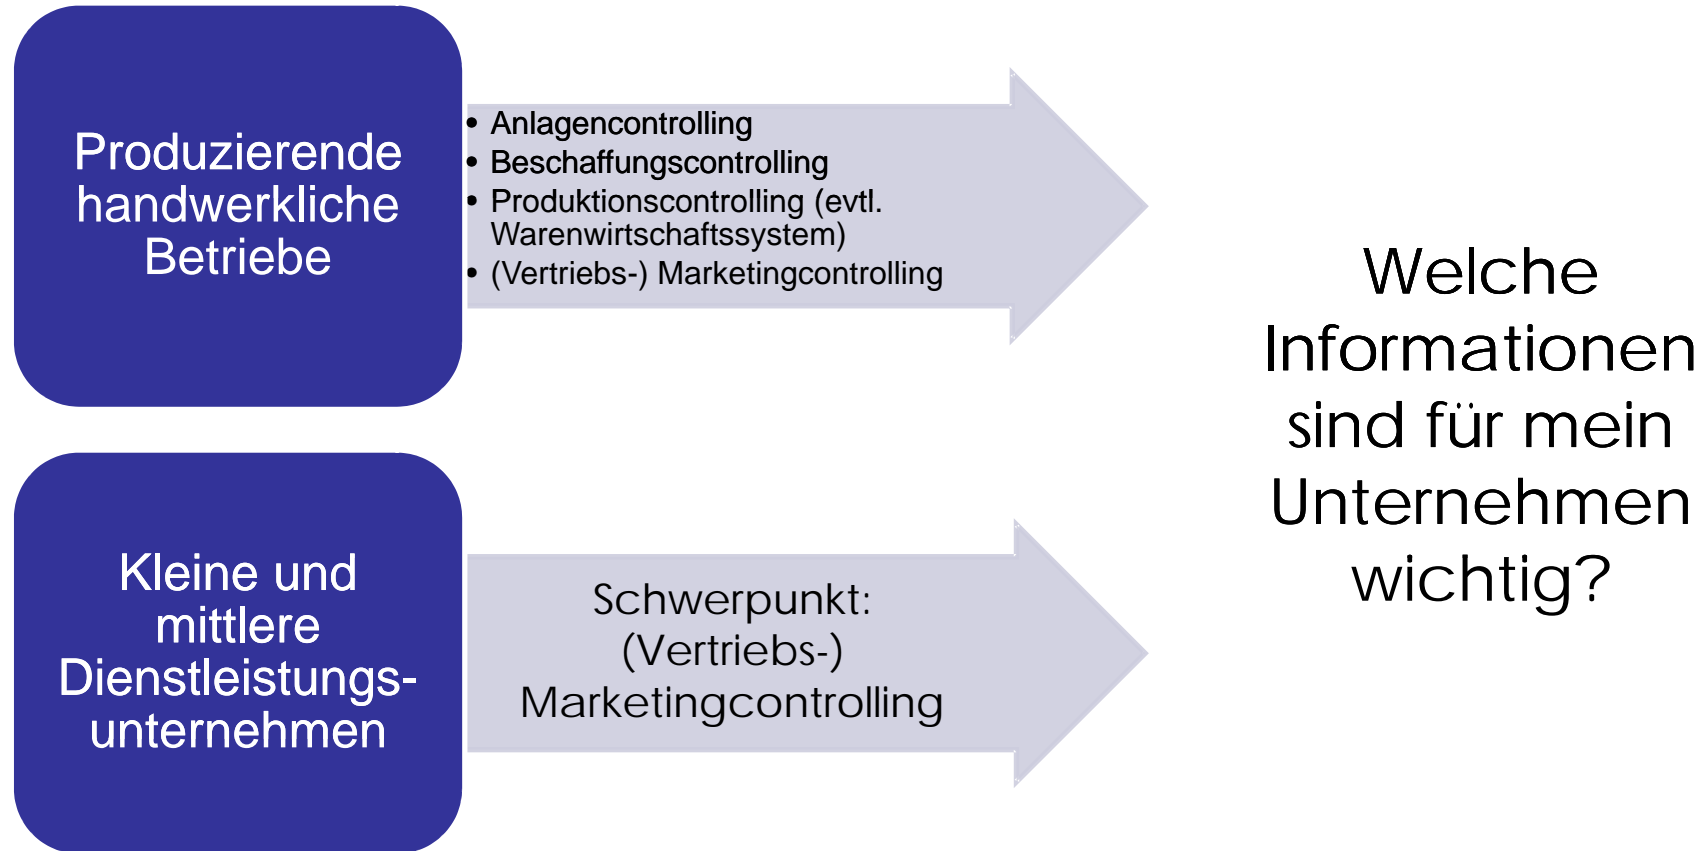 Produzierende
handwerkliche
Betriebe
• Anlagencontrolling
• Beschaffungscontrolling
• Produktionscontrolling (evtl.
Warenwirtschaftssystem)
• (Vertriebs-) Marketingcontrolling
Kleine und
mittlere
Dienstleistungs-
unternehmen
Schwerpunkt:
(Vertriebs-)
Marketingcontrolling
Welche
Informationen
sind für mein
Unternehmen
wichtig?